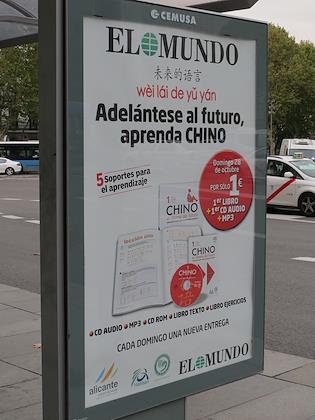 CEMUSA
EL MUNDO
未来的语言
wèi lái de yǔ yán
Adelántese al futuro,
aprenda CHINO
5 Soportes para
el aprendizaje
Domingo 28
de octubre
POR SÓLO 1€
1er LIBRO
+1er CD AUDIO
+MP3
CHINO
CHINO
• CD AUDIO • MP3 • CD ROM • LIBRO TEXTO • LIBRO EJERCICIOS
CADA DOMINGO UNA NUEVA ENTREGA
alicante
EL MUNDO